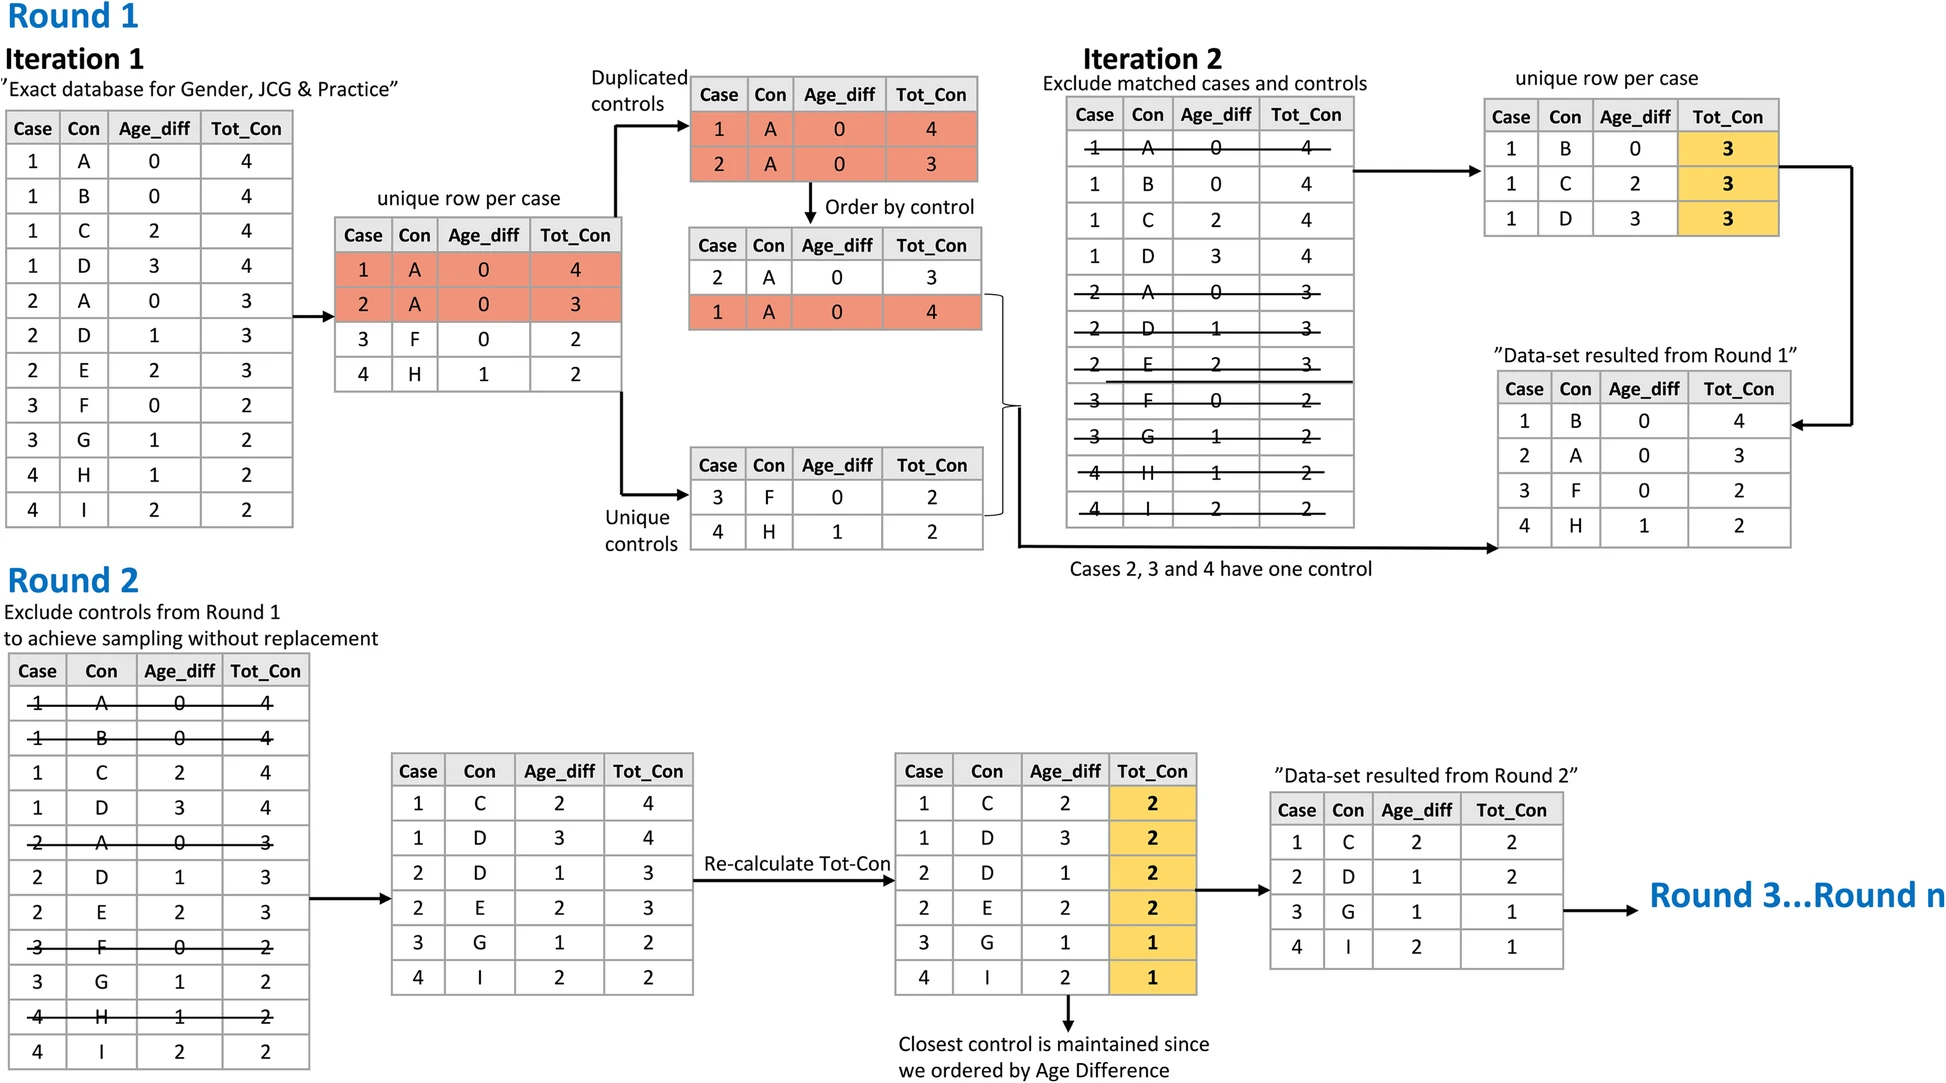 Round 1
Iteration 1
”Exact database for Gender, JCG & Practice”
Case Con Age_diff Tot_Con
1 A 0 4
1 B 0 4
1 C 2 4
1 D 3 4
2 A 0 3
2 D 1 3
2 E 2 3
3 F 0 2
3 G 1 2
4 H 1 2
4 I 2 2
unique row per case
Case Con Age_diff Tot_Con
1 A 0 4
2 A 0 3
3 F 0 2
4 H 1 2
Duplicated
controls
Case Con Age_diff Tot_Con
1 A 0 4
2 A 0 3
Order by control
Case Con Age_diff Tot_Con
2 A 0 3
1 A 0 4
Unique
controls
Case Con Age_diff Tot_Con
3 F 0 2
4 H 1 2
Iteration 2
Exclude matched cases and controls
Case Con Age_diff Tot_Con
1 A 0 4
1 B 0 4
1 C 2 4
1 D 3 4
2 A 0 3
2 D 1 3
2 E 2 3
3 F 0 2
3 G 1 2
4 H 1 2
4 I 2 2
unique row per case
Case Con Age_diff Tot_Con
1 B 0 3
1 C 2 3
1 D 3 3
”Data-set resulted from Round 1”
Case Con Age_diff Tot_Con
1 B 0 4
2 A 0 3
3 F 0 2
4 H 1 2
Cases 2, 3 and 4 have one control
Round 2
Exclude controls from Round 1
to achieve sampling without replacement
Case Con Age_diff Tot_Con
1 A 0 4
1 B 0 4
1 C 2 4
1 D 3 4
2 A 0 3
2 D 1 3
2 E 2 3
3 F 0 2
3 G 1 2
4 H 1 2
4 I 2 2
Case Con Age_diff Tot_Con
1 C 2 4
1 D 3 4
2 D 1 3
2 E 2 3
3 G 1 2
4 I 2 2
Re-calculate Tot-Con
Case Con Age_diff Tot_Con
1 C 2 2
1 D 3 2
2 D 1 2
2 E 2 2
3 G 1 1
4 I 2 1
Closest control is maintained since
we ordered by Age Difference
”Data-set resulted from Round 2”
Case Con Age_diff Tot_Con
1 C 2 2
2 D 1 2
3 G 1 1
4 I 2 1
Round 3...Round n